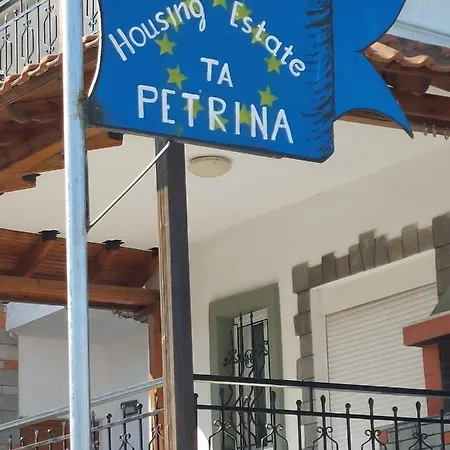 Housing Estate
TA
PETRINA